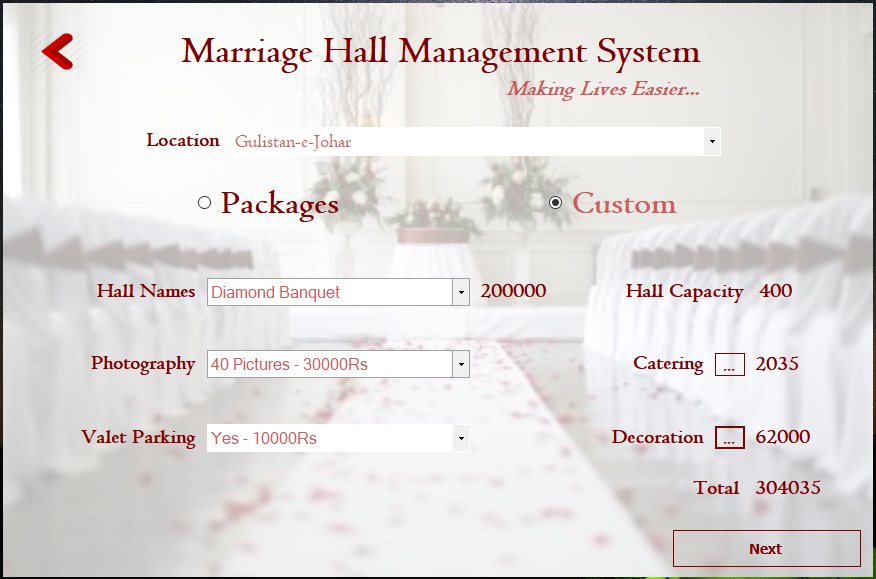 Marriage Hall Management System
Making Lives Easier...
Location Gulistan-e-Johar
Packages Custom
Hall Names Diamond Banquet 200000 Hall Capacity 400
Photography 40 Pictures - 30000Rs Catering ... 2035
Valet Parking Yes - 10000Rs Decoration ... 62000
Total 304035
Next